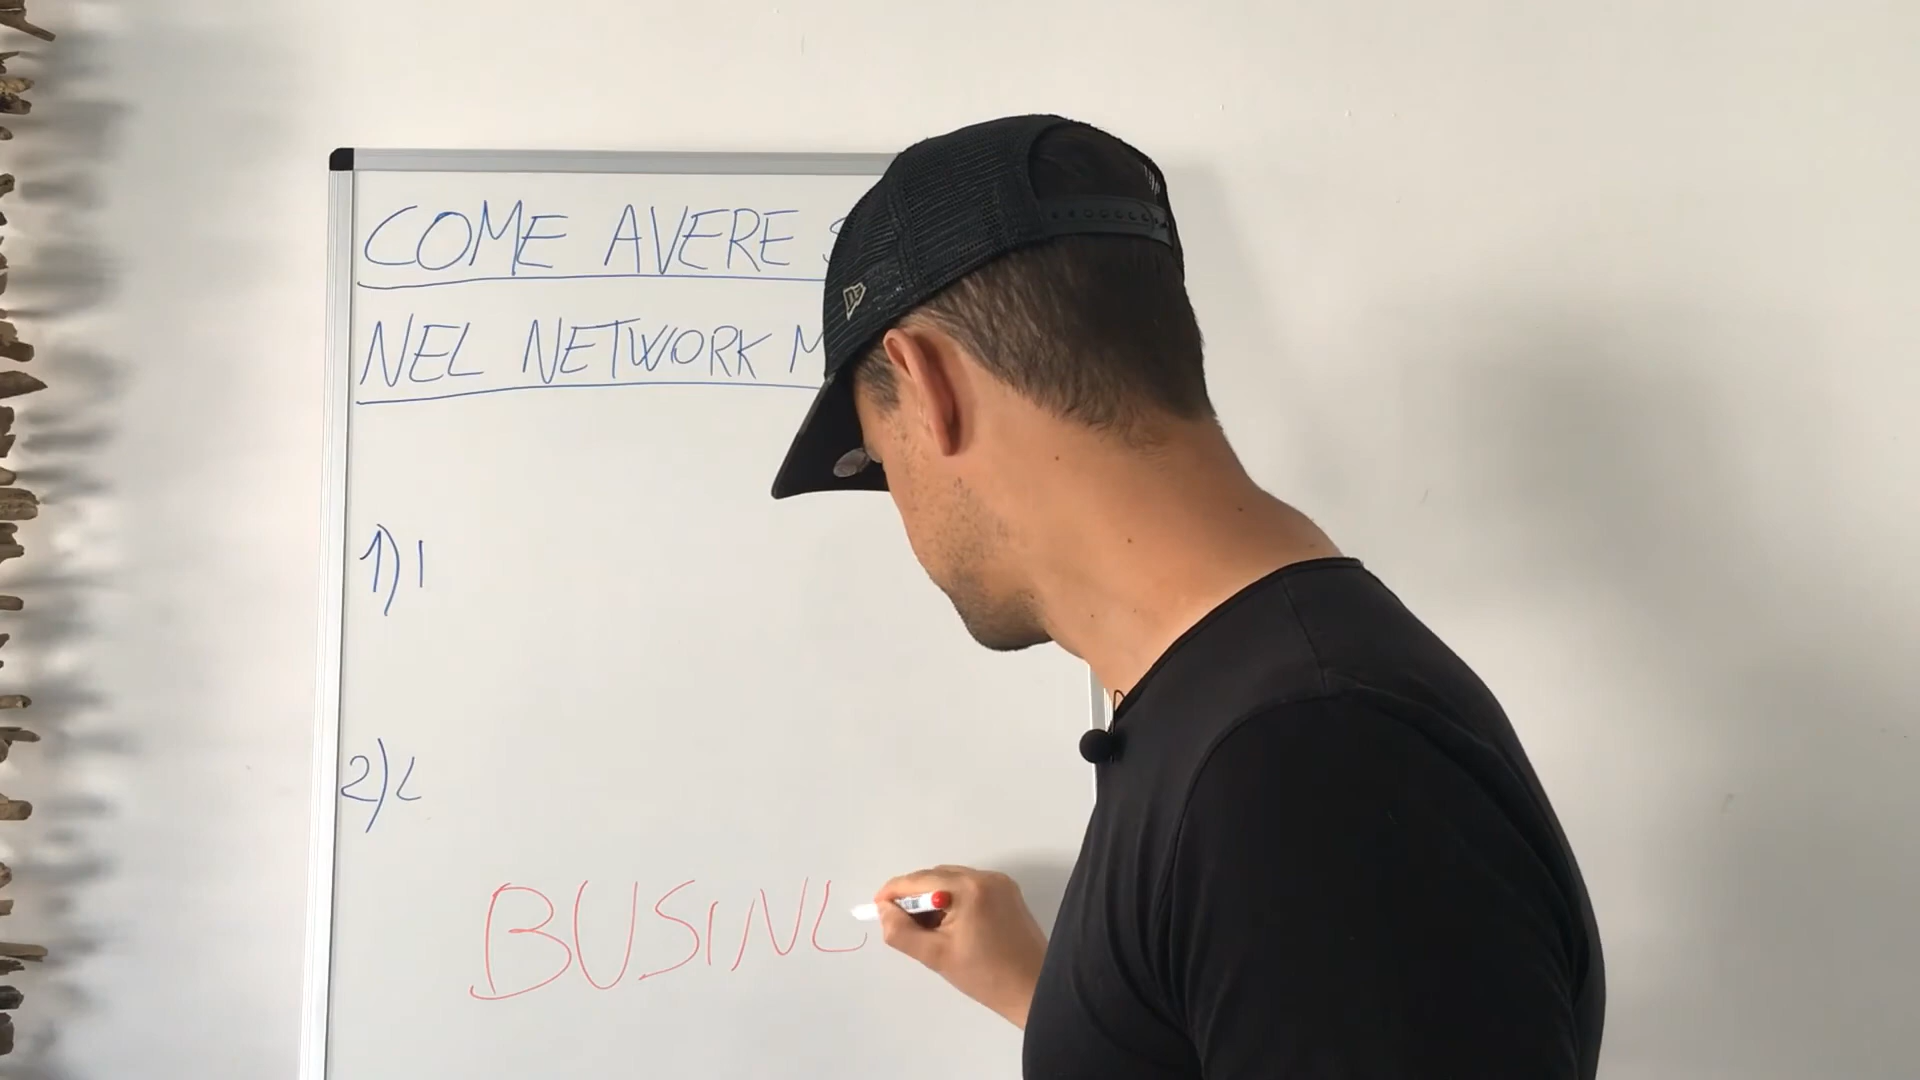 COME AVERE S
NEL NETWORK M
1) I
2) L
BUSINE